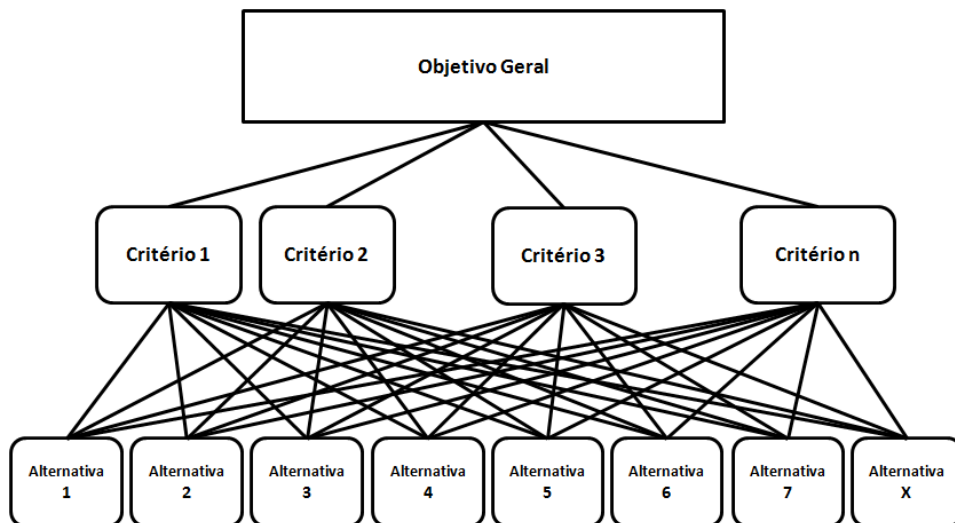 Objetivo Geral
Critério 1
Critério 2
Critério 3
Critério n
Alternativa
1
Alternativa
2
Alternativa
3
Alternativa
4
Alternativa
5
Alternativa
6
Alternativa
7
Alternativa
X